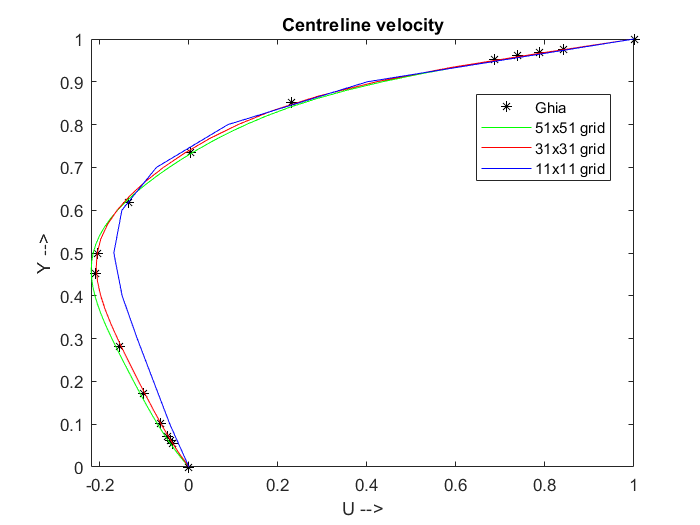 Centreline velocity
1
0.9
0.8
0.7
0.6
0.5
0.4
0.3
0.2
0.1
0
Y -->
Ghia
51x51 grid
31x31 grid
11x11 grid
-0.2 0 0.2 0.4 0.6 0.8 1
U -->